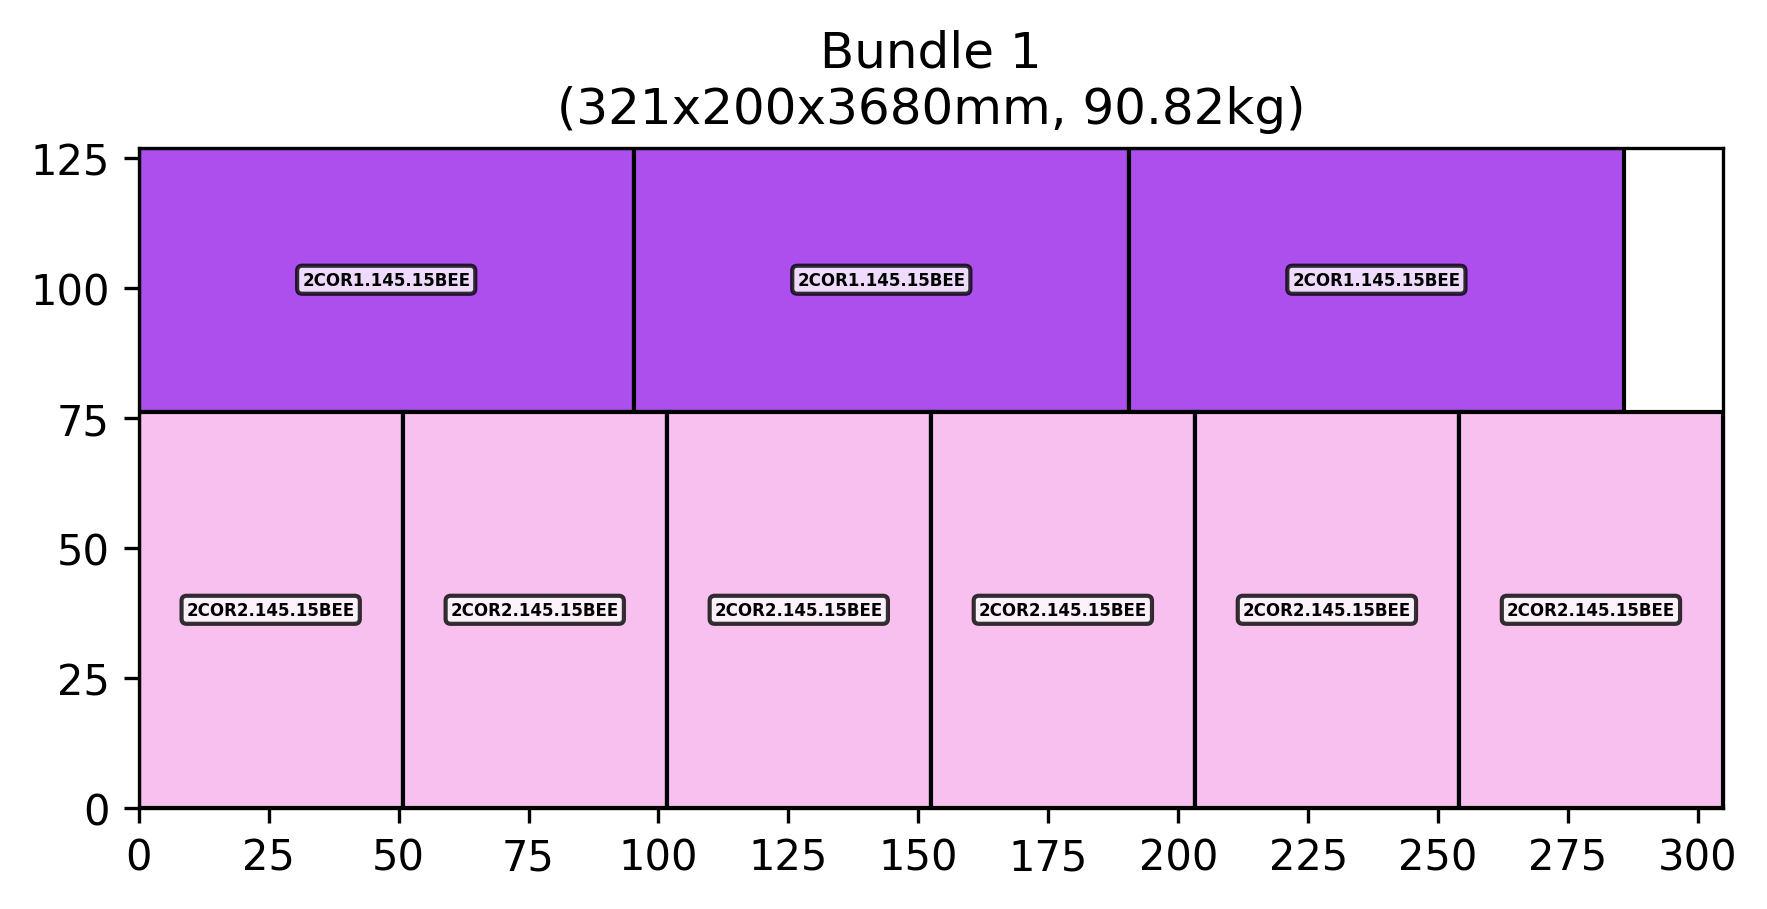 Bundle 1
(321x200x3680mm, 90.82kg)
125
100
75
50
25
0
2COR1.145.15BEE 2COR1.145.15BEE 2COR1.145.15BEE
2COR2.145.15BEE 2COR2.145.15BEE 2COR2.145.15BEE 2COR2.145.15BEE 2COR2.145.15BEE 2COR2.145.15BEE
0 25 50 75 100 125 150 175 200 225 250 275 300